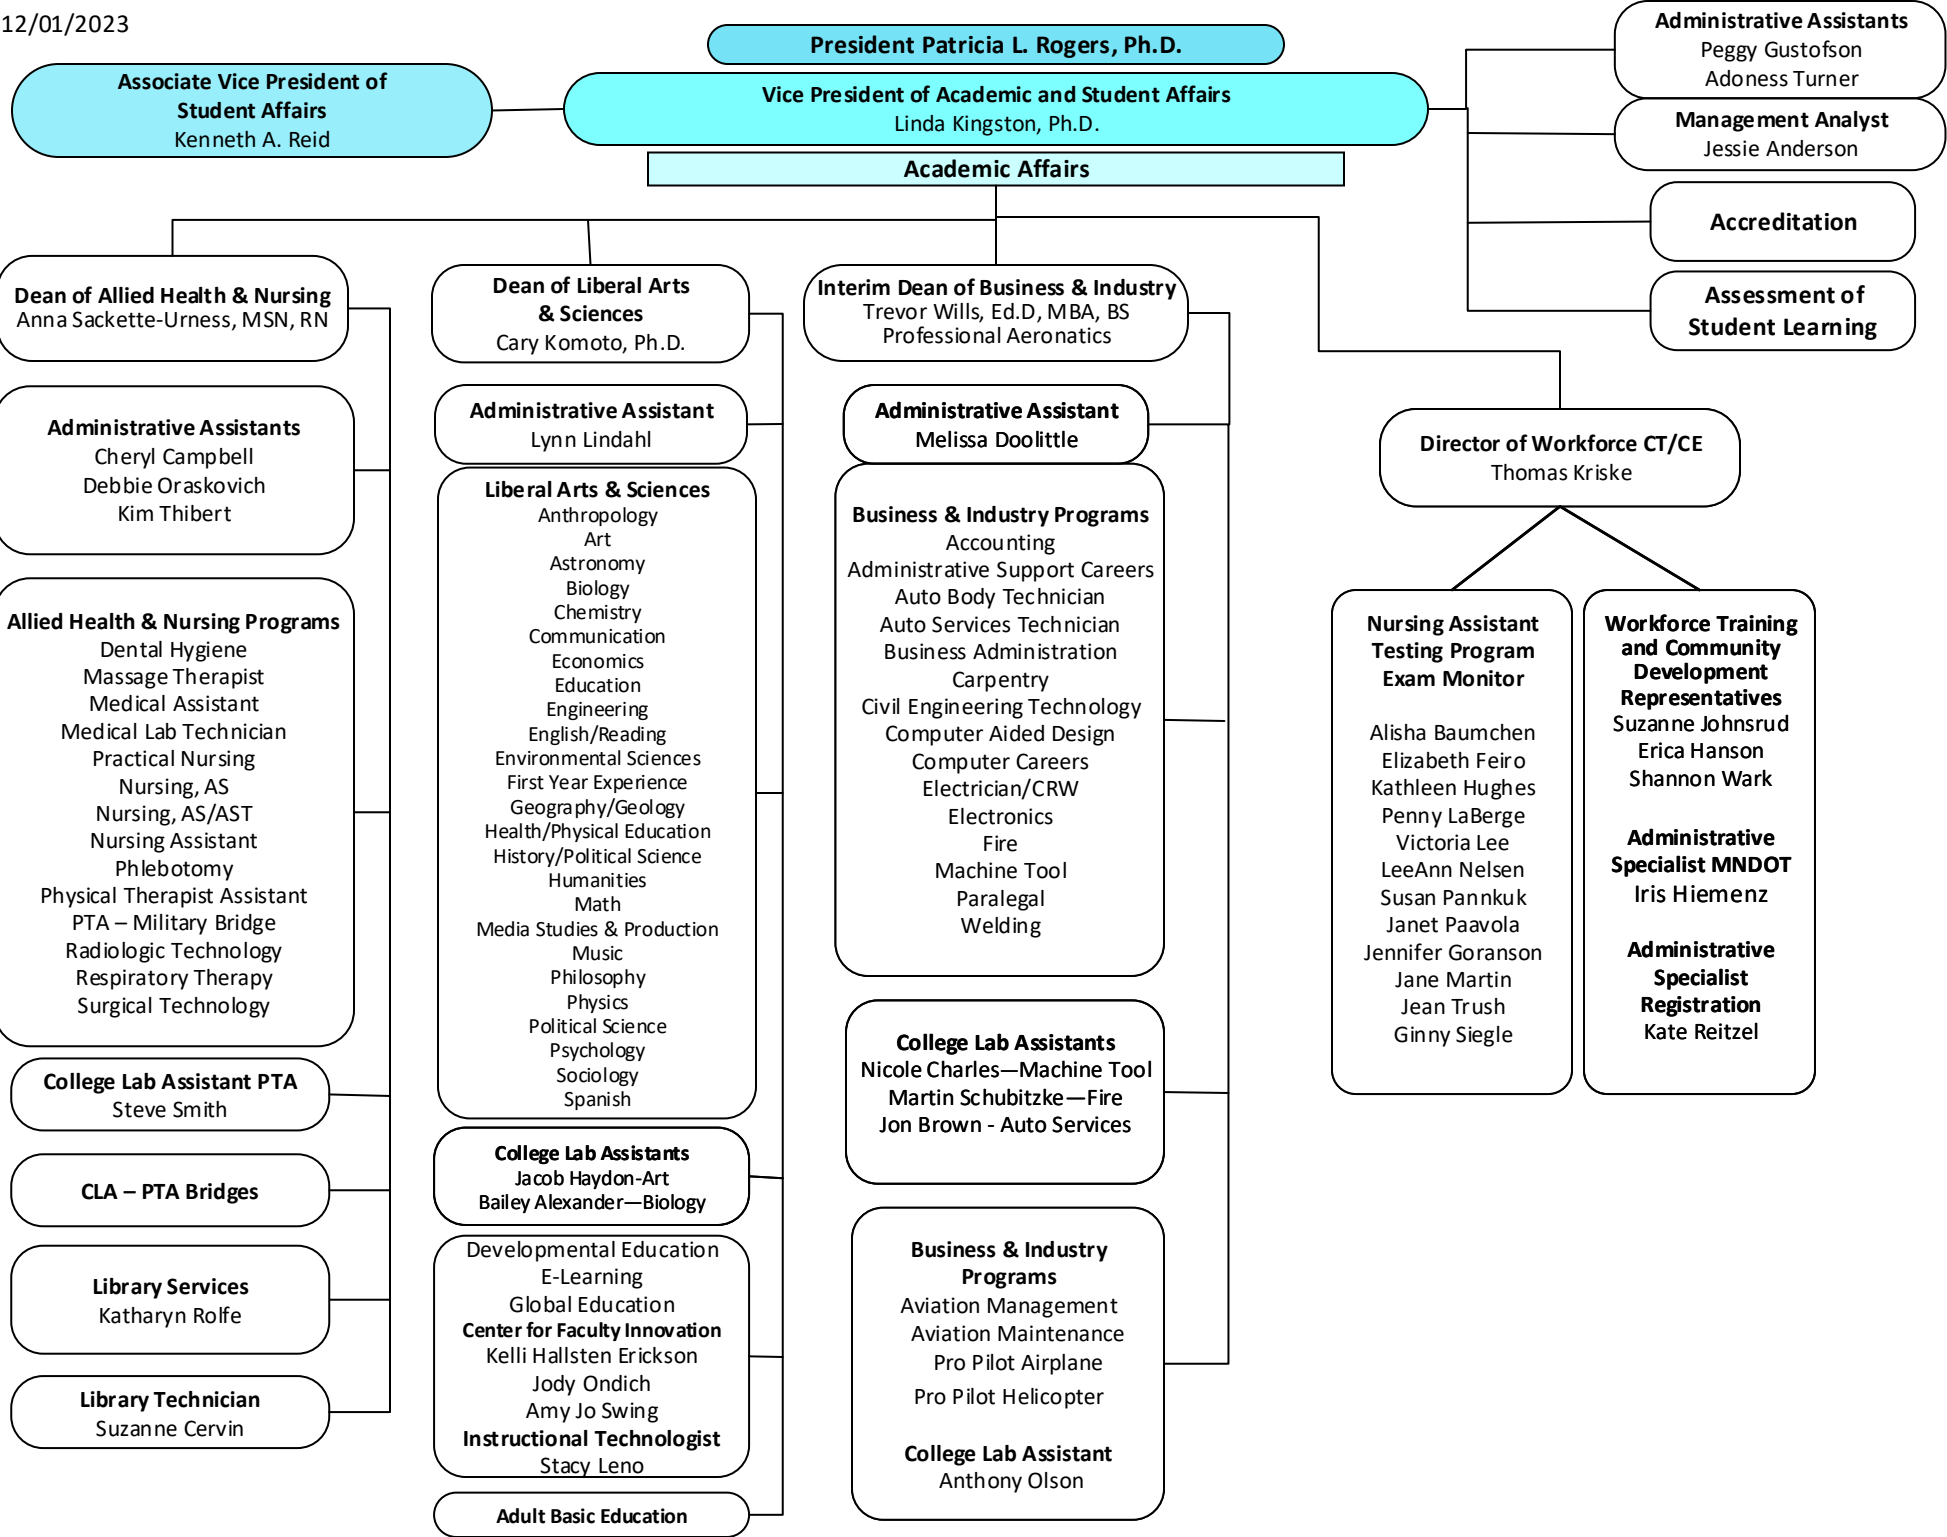 12/01/2023
President Patricia L. Rogers, Ph.D.
Associate Vice President of
Student Affairs
Kenneth A. Reid
Vice President of Academic and Student Affairs
Linda Kingston, Ph.D.
Academic Affairs
Administrative Assistants
Peggy Gustofson
Adoness Turner
Management Analyst
Jessie Anderson
Accreditation
Assessment of
Student Learning
Dean of Allied Health & Nursing
Anna Sackette-Urness, MSN, RN
Administrative Assistants
Cheryl Campbell
Debbie Oraskovich
Kim Thibert
Allied Health & Nursing Programs
Dental Hygiene
Massage Therapist
Medical Assistant
Medical Lab Technician
Practical Nursing
Nursing, AS
Nursing, AS/AST
Nursing Assistant
Phlebotomy
Physical Therapist Assistant
PTA – Military Bridge
Radiologic Technology
Respiratory Therapy
Surgical Technology
College Lab Assistant PTA
Steve Smith
CLA – PTA Bridges
Library Services
Katharyn Rolfe
Library Technician
Suzanne Cervin
Dean of Liberal Arts
& Sciences
Cary Komoto, Ph.D.
Administrative Assistant
Lynn Lindahl
Liberal Arts & Sciences
Anthropology
Art
Astronomy
Biology
Chemistry
Communication
Economics
Education
Engineering
English/Reading
Environmental Sciences
First Year Experience
Geography/Geology
Health/Physical Education
History/Political Science
Humanities
Math
Media Studies & Production
Music
Philosophy
Physics
Political Science
Psychology
Sociology
Spanish
College Lab Assistants
Jacob Haydon-Art
Bailey Alexander—Biology
Developmental Education
E-Learning
Global Education
Center for Faculty Innovation
Kelli Hallsten Erickson
Jody Ondich
Amy Jo Swing
Instructional Technologist
Stacy Leno
Adult Basic Education
Interim Dean of Business & Industry
Trevor Wills, Ed.D, MBA, BS
Professional Aeronatics
Administrative Assistant
Melissa Doolittle
Business & Industry Programs
Accounting
Administrative Support Careers
Auto Body Technician
Auto Services Technician
Business Administration
Carpentry
Civil Engineering Technology
Computer Aided Design
Computer Careers
Electrician/CRW
Electronics
Fire
Machine Tool
Paralegal
Welding
College Lab Assistants
Nicole Charles—Machine Tool
Martin Schubitzke—Fire
Jon Brown - Auto Services
Business & Industry
Programs
Aviation Management
Aviation Maintenance
Pro Pilot Airplane
Pro Pilot Helicopter
College Lab Assistant
Anthony Olson
Director of Workforce CT/CE
Thomas Kriske
Nursing Assistant
Testing Program
Exam Monitor
Alisha Baumchen
Elizabeth Feiro
Kathleen Hughes
Penny LaBerge
Victoria Lee
LeeAnn Nelsen
Susan Pannkuk
Janet Paavola
Jennifer Goranson
Jane Martin
Jean Trush
Ginny Siegle
Workforce Training
and Community
Development
Representatives
Suzanne Johnsrud
Erica Hanson
Shannon Wark
Administrative
Specialist MNDOT
Iris Hiemenz
Administrative
Specialist
Registration
Kate Reitzel